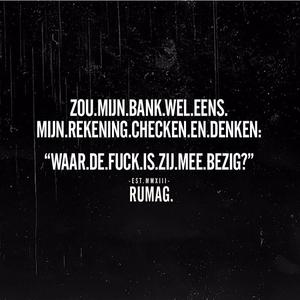 ZOU.MIJN.BANK.WEL.EENS.
MIJN.REKENING.CHECKEN.EN.DENKEN:
“WAAR.DE.FUCK.IS.ZIJ.MEE.BEZIG?”
-EST.MMXIII-
RUMAG.